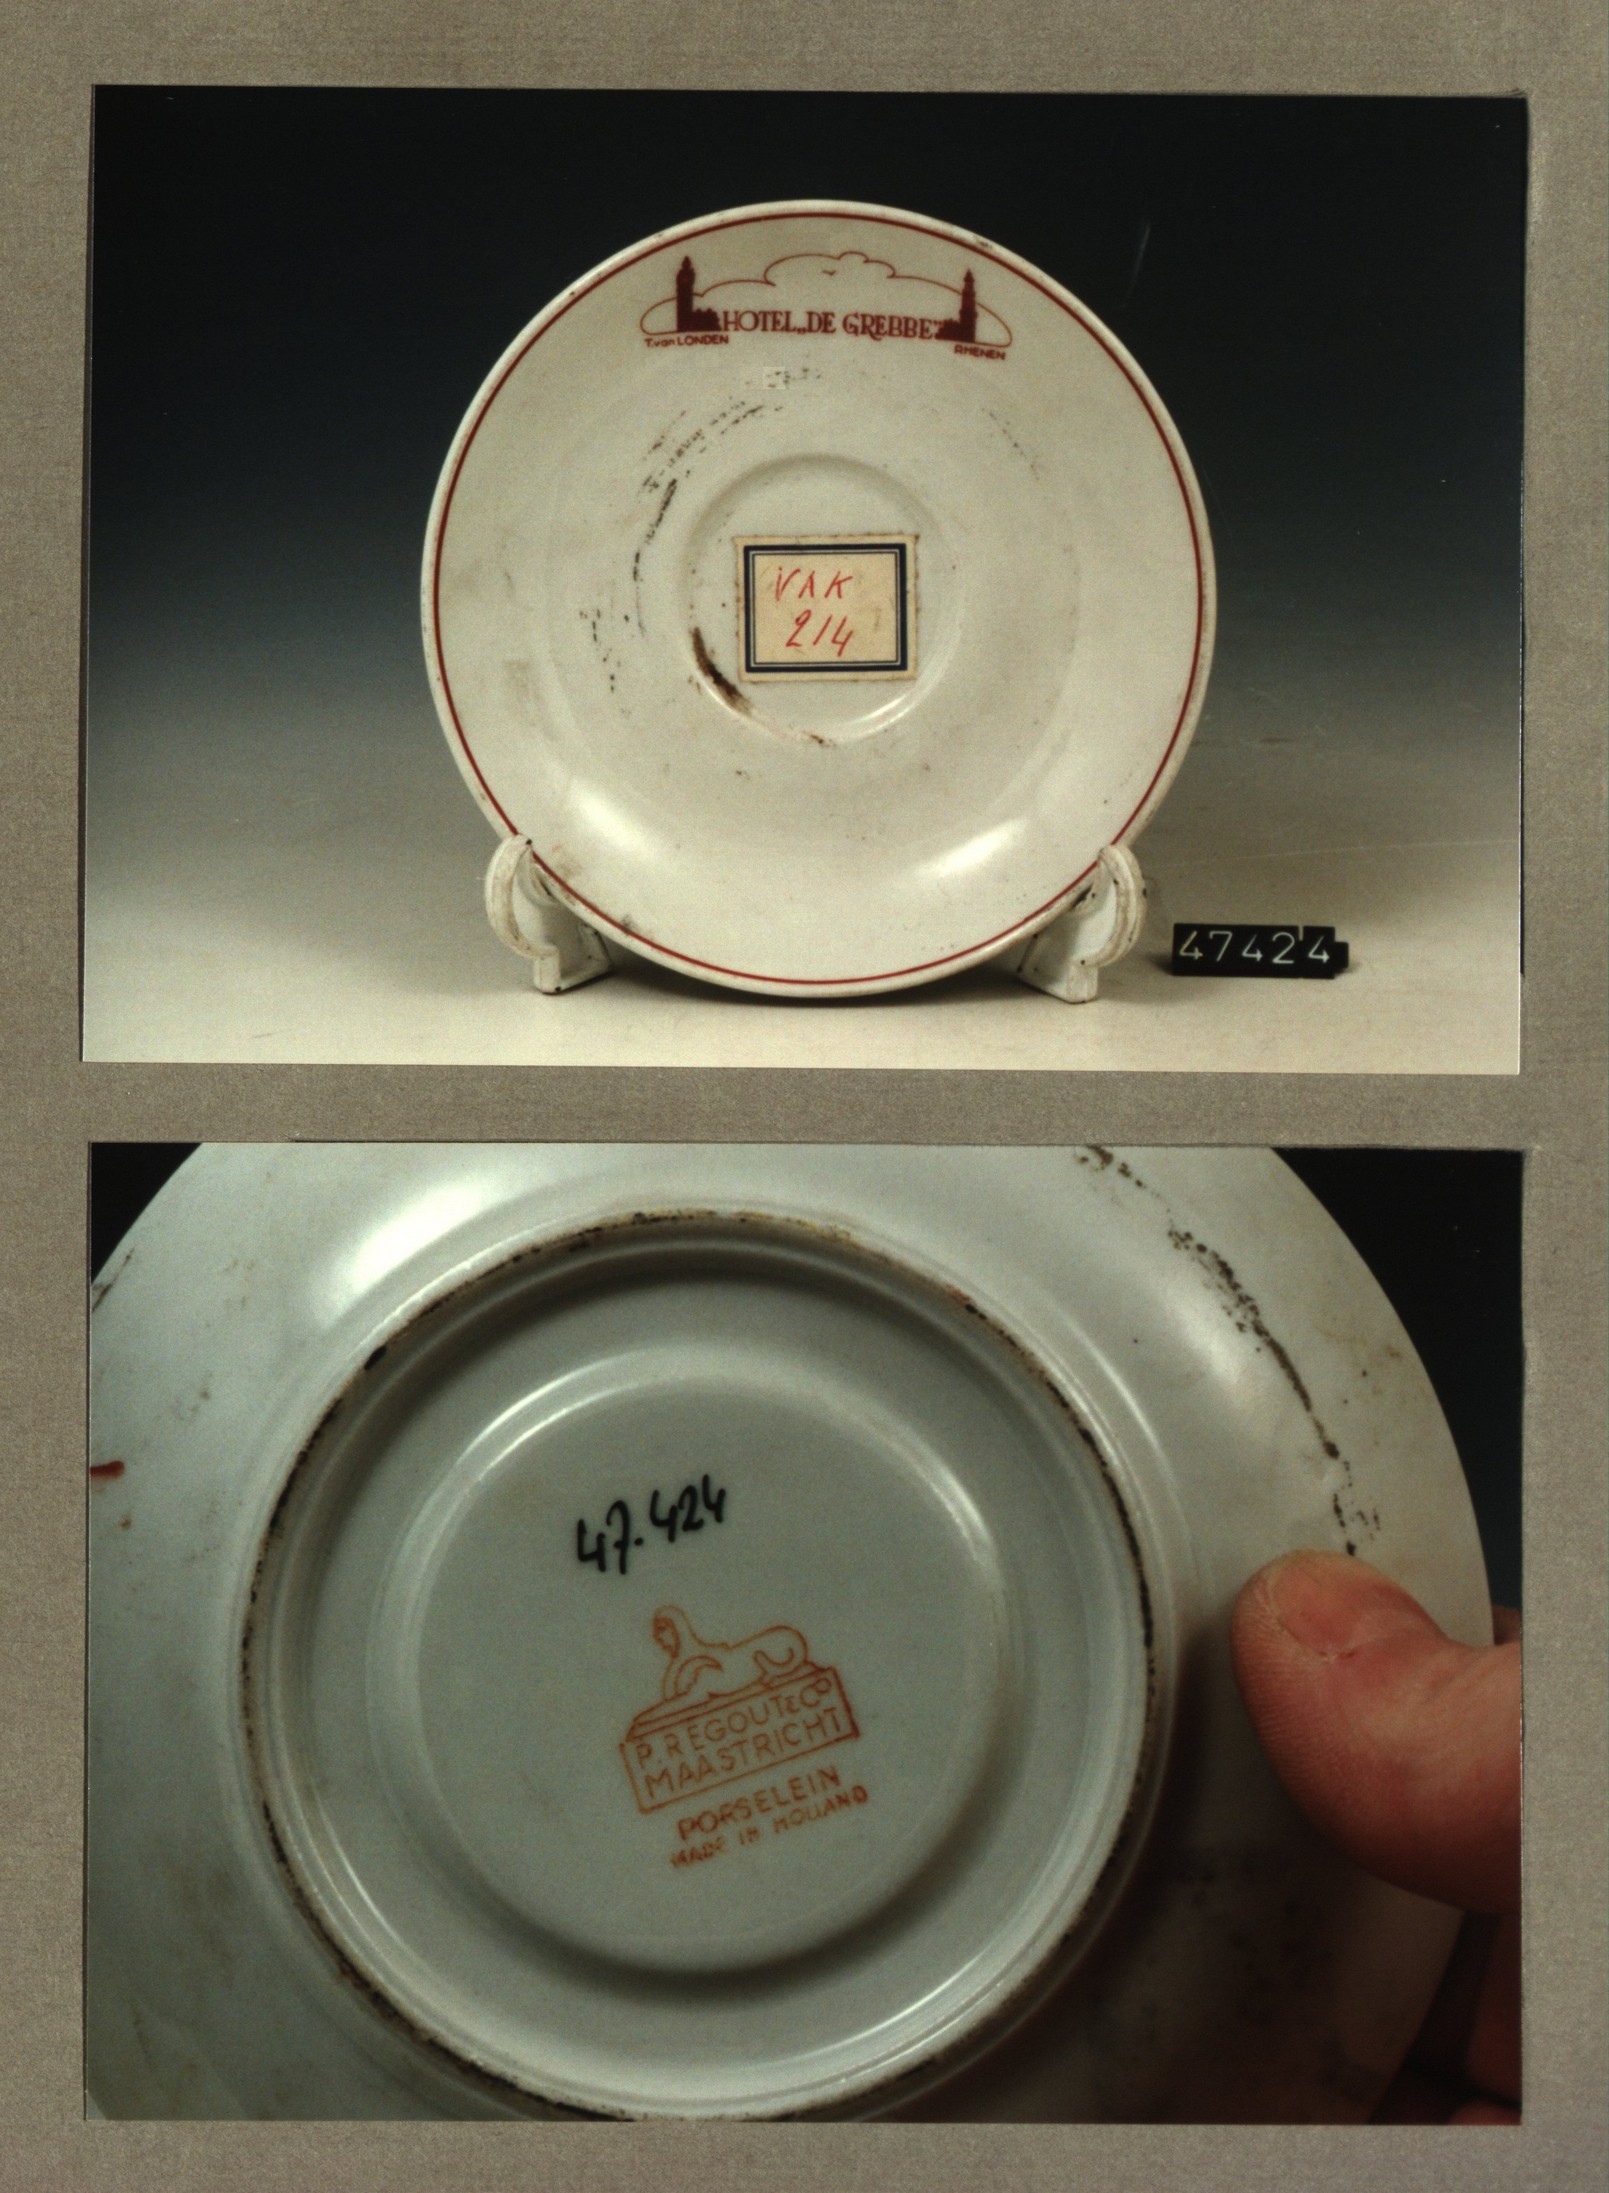 HOTEL „DE GREBBE"
T. van LONDEN RHENEN
VAK
214
47424
47.424
P. REGOUT & CO
MAASTRICHT
PORSELEIN
MADE IN HOLLAND